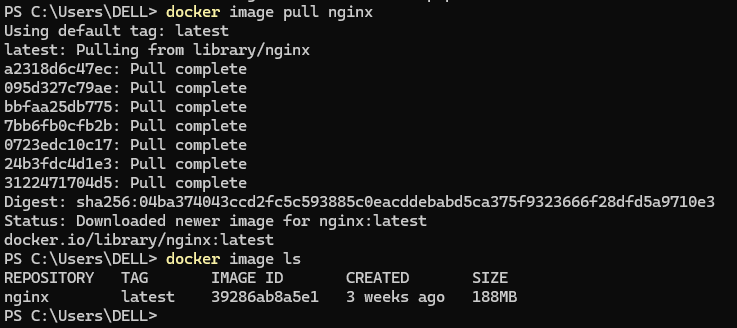 PS C:\Users\DELL> docker image pull nginx
Using default tag: latest
latest: Pulling from library/nginx
a2318d6c47ec: Pull complete
095d327c79ae: Pull complete
bbfaa25db775: Pull complete
7bb6fb0cfb2b: Pull complete
0723edc10c17: Pull complete
24b3fdc4d1e3: Pull complete
3122471704d5: Pull complete
Digest: sha256:04ba374043ccd2fc5c593885c0eacddebabd5ca375f9323666f28dfd5a9710e3
Status: Downloaded newer image for nginx:latest
docker.io/library/nginx:latest
PS C:\Users\DELL> docker image ls
REPOSITORY   TAG       IMAGE ID       CREATED       SIZE
nginx        latest    39286ab8a5e1   3 weeks ago   188MB
PS C:\Users\DELL>